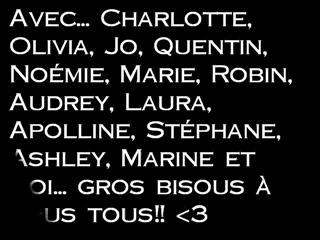 Avec... Charlotte,
Olivia, Jo, Quentin,
Noémie, Marie, Robin,
Audrey, Laura,
Apolline, Stéphane,
Ashley, Marine et
gros bisous à
tous!! <3